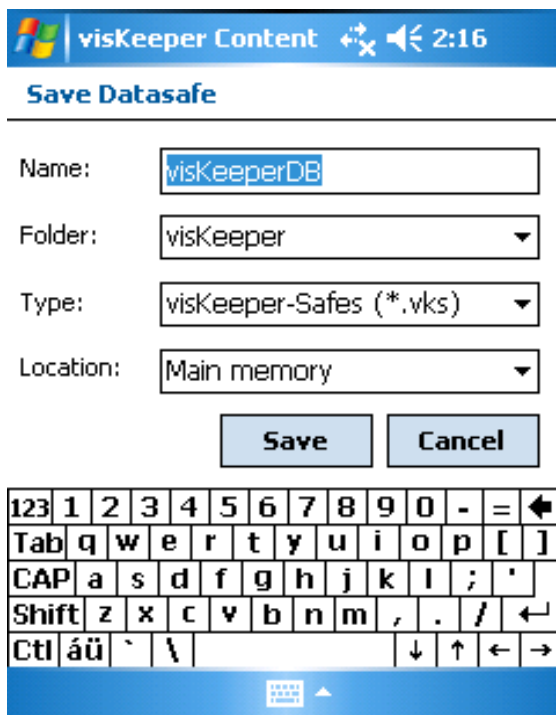 visKeeper Content 2:16
Save Datasafe
Name: visKeeperDB
Folder: visKeeper
Type: visKeeper-Safes (*.vks)
Location: Main memory
Save Cancel
123 1 2 3 4 5 6 7 8 9 0 - =
Tab q w e r t y u i o p [ ]
CAP a s d f g h j k l ; '
Shift z x c v b n m , . /
Ctl áü ` \